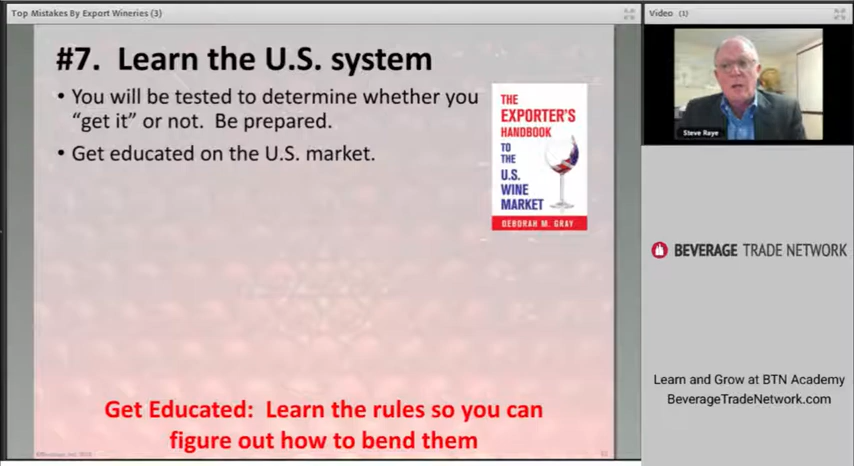 Top Mistakes By Export Wineries (3)
#7. Learn the U.S. system
• You will be tested to determine whether you
“get it” or not. Be prepared.
• Get educated on the U.S. market.
THE
EXPORTER'S
HANDBOOK
TO
THE
U.S.
WINE
MARKET
DEBORAH M. GRAY
Get Educated: Learn the rules so you can
figure out how to bend them
Video (1)
Steve Raye
BEVERAGE TRADE NETWORK
Learn and Grow at BTN Academy
BeverageTradeNetwork.com